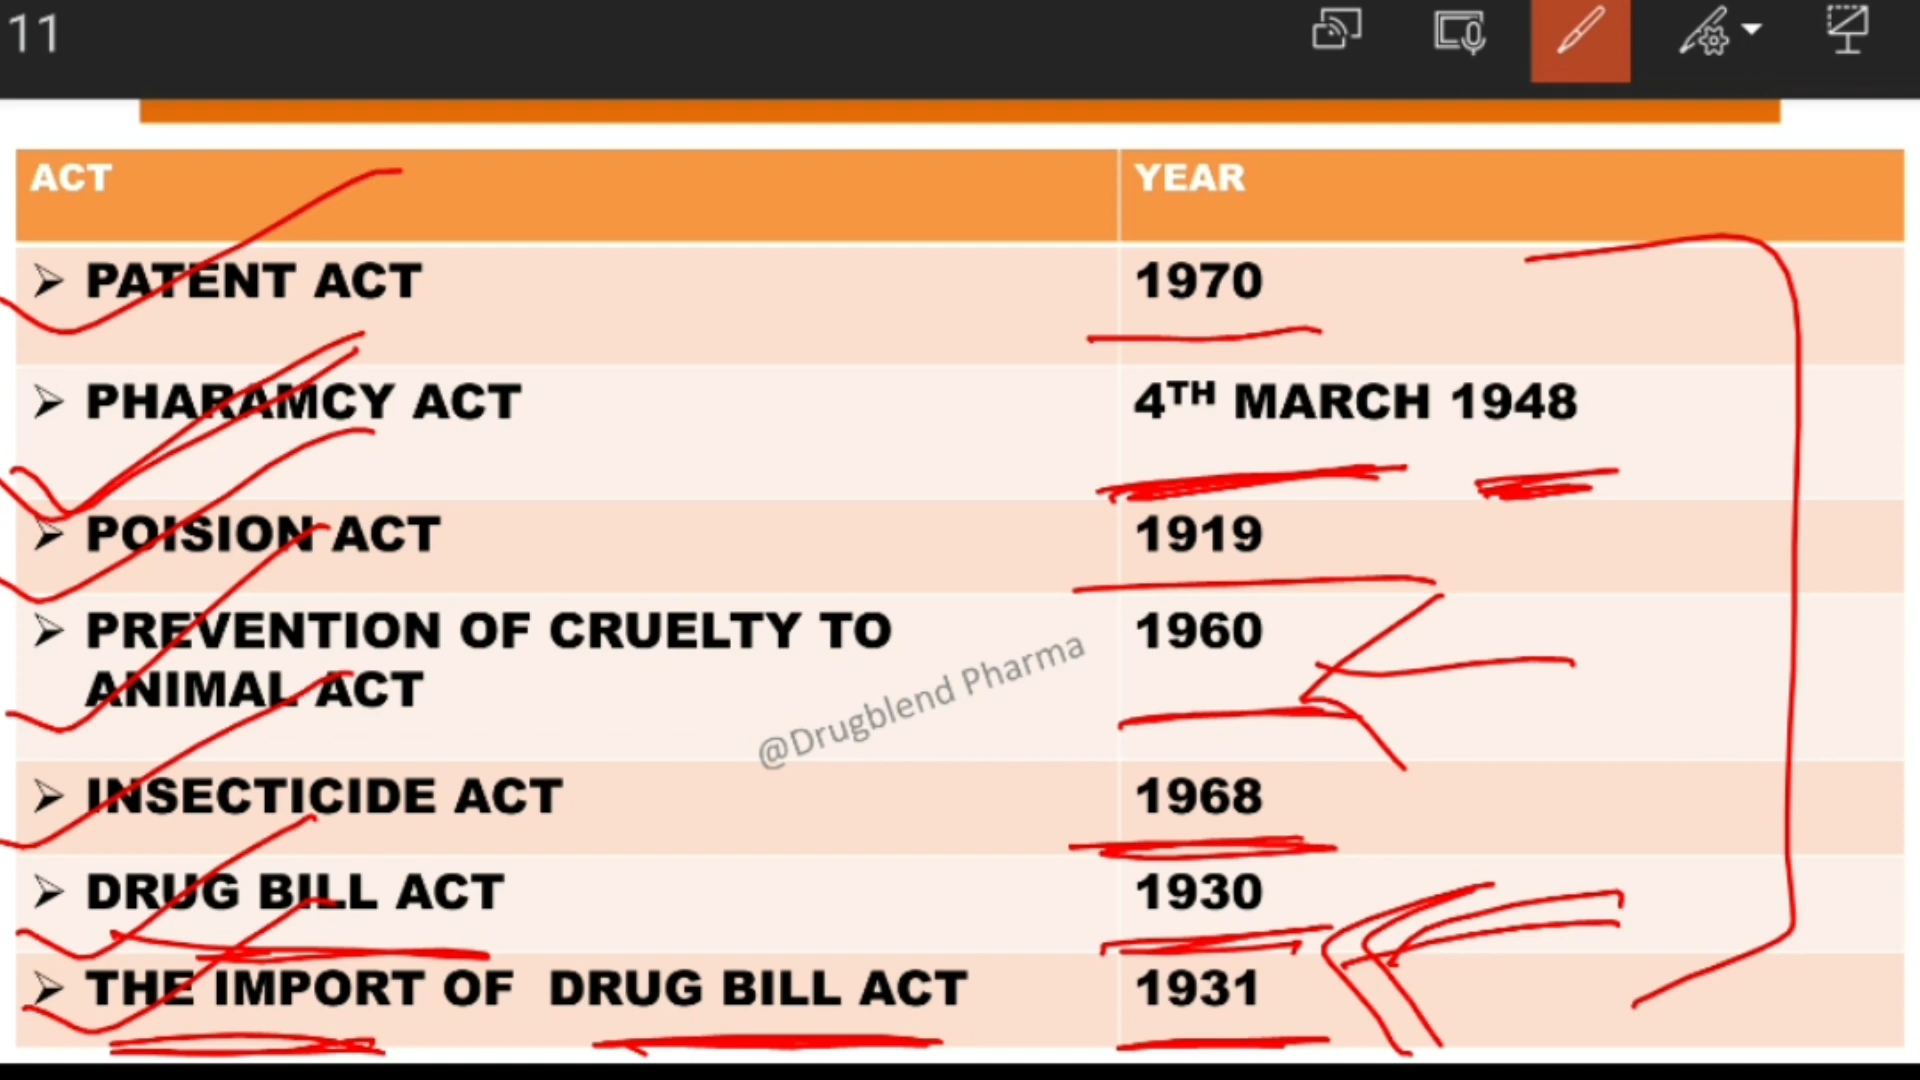 11
ACT YEAR
➢ PATENT ACT 1970
➢ PHARAMCY ACT 4TH MARCH 1948
➢ POISION ACT 1919
➢ PREVENTION OF CRUELTY TO 1960
ANIMAL ACT
@Drugblend Pharma
➢ INSECTICIDE ACT 1968
➢ DRUG BILL ACT 1930
➢ THE IMPORT OF DRUG BILL ACT 1931